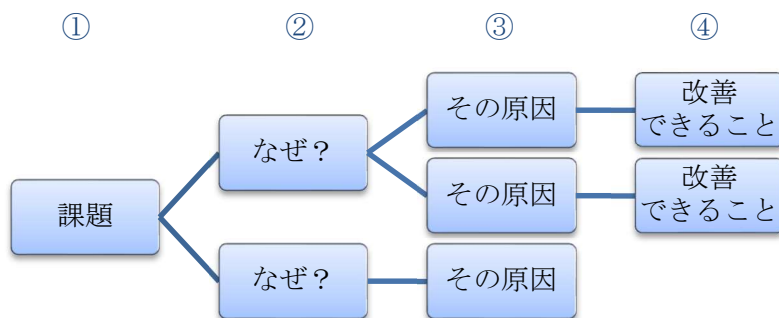 ① ② ③ ④
課題
なぜ？
なぜ？
その原因
その原因
その原因
改善
できること
改善
できること